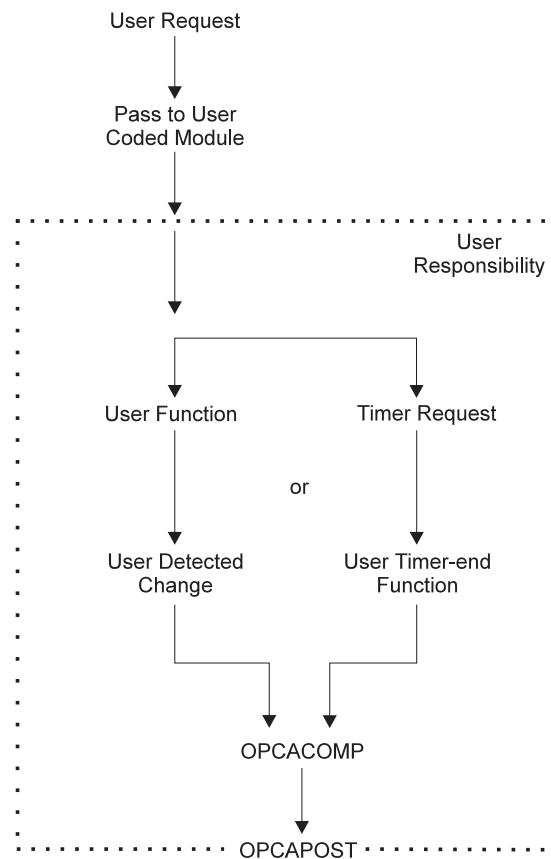 User Request
Pass to User
Coded Module
User
Responsibility
User Function
Timer Request
or
User Detected
Change
User Timer-end
Function
OPCACOMP
OPCAPOST